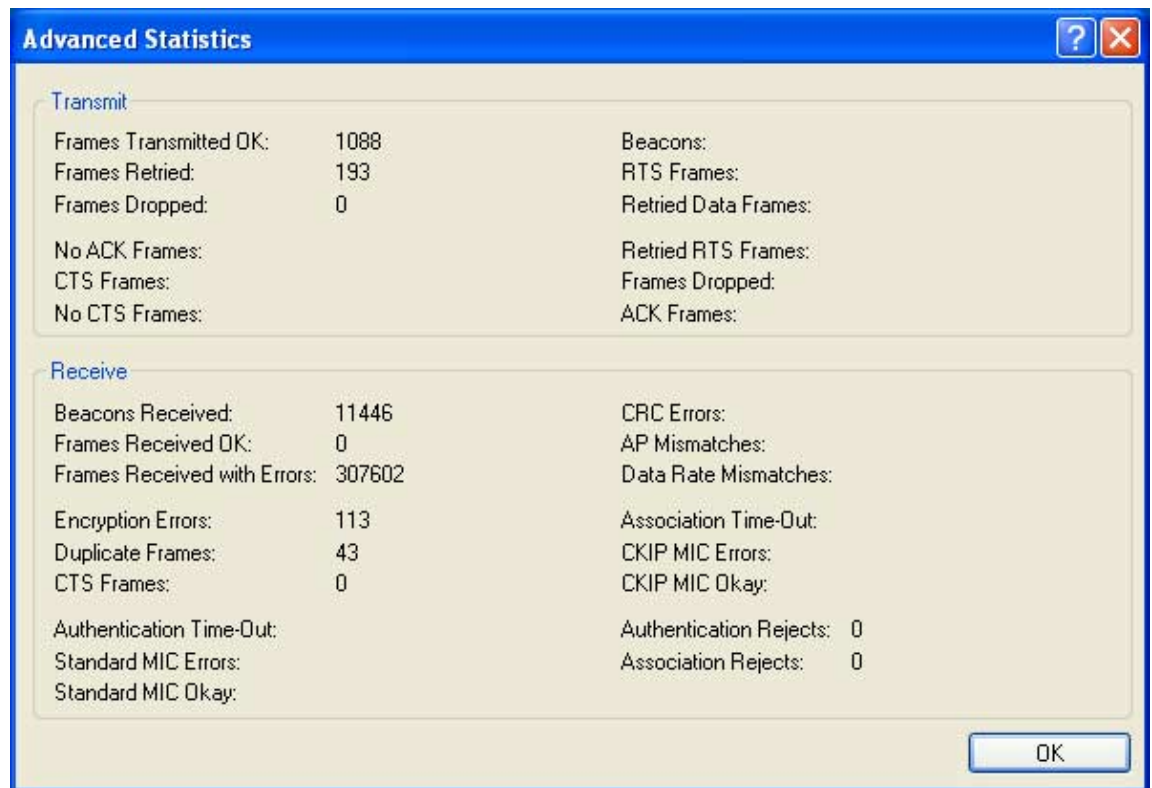 Advanced Statistics
Transmit
Frames Transmitted OK: 1088 Beacons:
Frames Retried: 193 RTS Frames:
Frames Dropped: 0 Retried Data Frames:
No ACK Frames: Retried RTS Frames:
CTS Frames: Frames Dropped:
No CTS Frames: ACK Frames:
Receive
Beacons Received: 11446 CRC Errors:
Frames Received OK: 0 AP Mismatches:
Frames Received with Errors: 307602 Data Rate Mismatches:
Encryption Errors: 113 Association Time-Out:
Duplicate Frames: 43 CKIP MIC Errors:
CTS Frames: 0 CKIP MIC Okay:
Authentication Time-Out: Authentication Rejects: 0
Standard MIC Errors: Association Rejects: 0
Standard MIC Okay:
OK